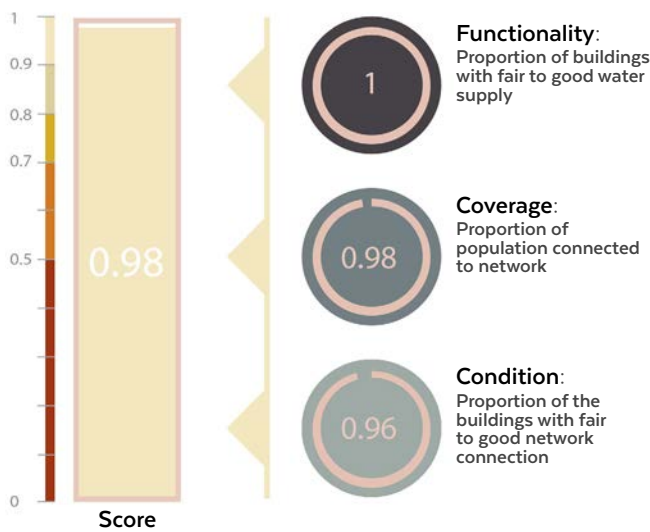 1
0.9
0.8
0.7
0.5
0
0.98
Score
1
Functionality:
Proportion of buildings
with fair to good water
supply
0.98
Coverage:
Proportion of
population connected
to network
0.96
Condition:
Proportion of the
buildings with fair
to good network
connection